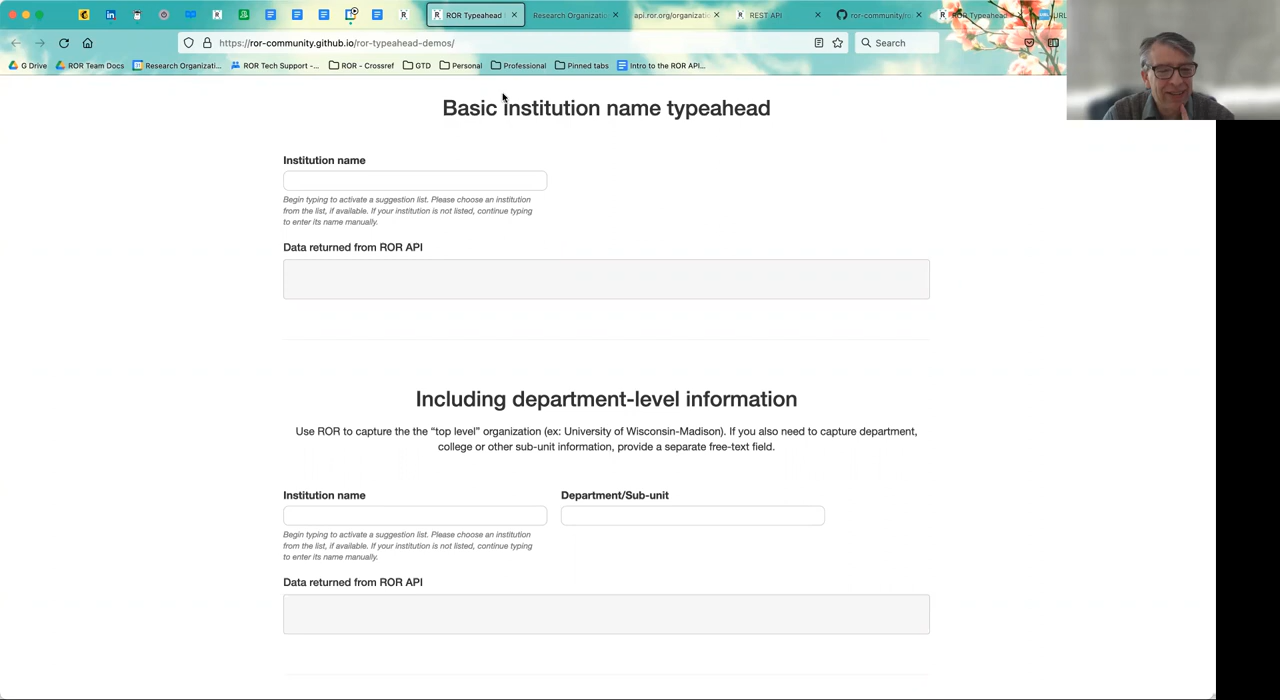 ROR Typeahead
Research Organizatio
api.ror.org/organizatio
REST API
ror-community/ro
ROR Typeahead
URL
https://ror-community.github.io/ror-typeahead-demos/
Search
G Drive
ROR Team Docs
Research Organizati...
ROR Tech Support -...
ROR - Crossref
GTD
Personal
Professional
Pinned tabs
Intro to the ROR API...
Basic institution name typeahead
Institution name
Begin typing to activate a suggestion list. Please choose an institution
from the list, if available. If your institution is not listed, continue typing
to enter its name manually.
Data returned from ROR API
Including department-level information
Use ROR to capture the the “top level” organization (ex: University of Wisconsin-Madison). If you also need to capture department,
college or other sub-unit information, provide a separate free-text field.
Institution name
Department/Sub-unit
Begin typing to activate a suggestion list. Please choose an institution
from the list, if available. If your institution is not listed, continue typing
to enter its name manually.
Data returned from ROR API